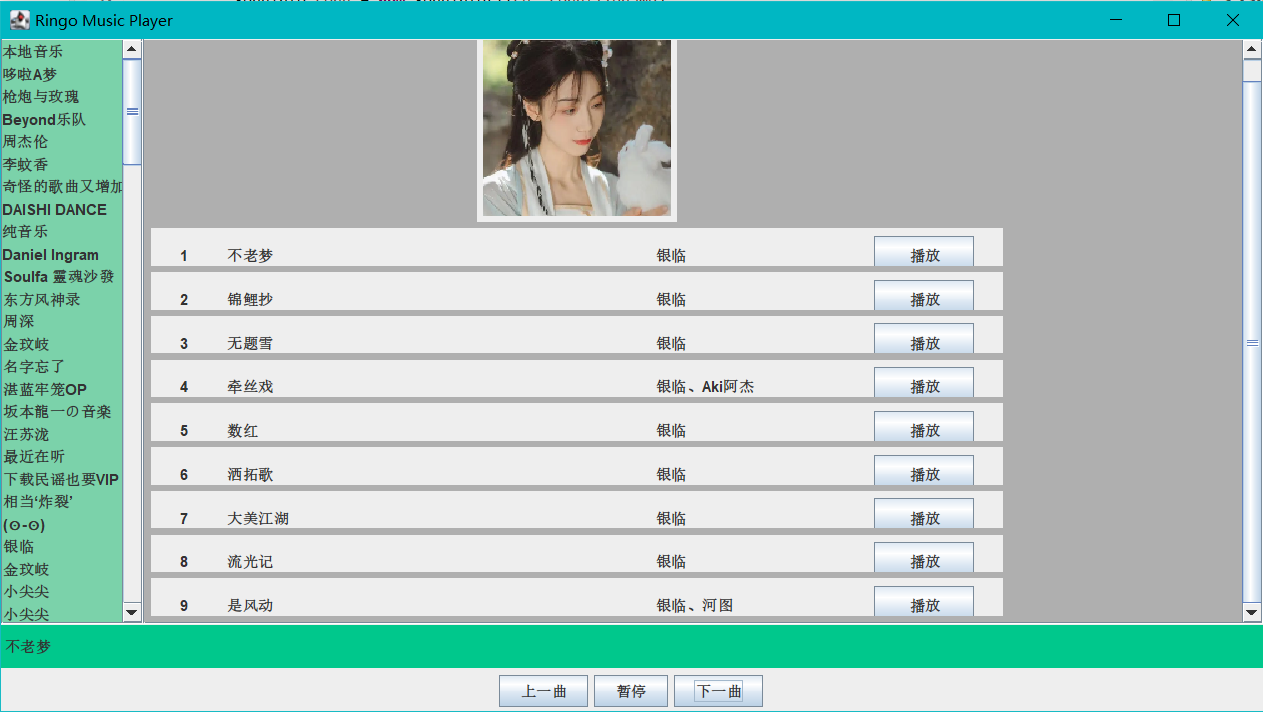 Ringo Music Player
本地音乐
哆啦A梦
枪炮与玫瑰
Beyond乐队
周杰伦
李蚊香
奇怪的歌曲又增加
DAISHI DANCE
纯音乐
Daniel Ingram
Soulfa 靈魂沙發
东方风神录
周深
金玟岐
名字忘了
湛蓝牢笼OP
坂本龍一の音楽
汪苏泷
最近在听
下载民谣也要VIP
相当‘炸裂’
(⊙-⊙)
银临
金玟岐
小尖尖
小尖尖
1 不老梦 银临 播放
2 锦鲤抄 银临 播放
3 无题雪 银临 播放
4 牵丝戏 银临、Aki阿杰 播放
5 数红 银临 播放
6 洒拓歌 银临 播放
7 大美江湖 银临 播放
8 流光记 银临 播放
9 是风动 银临、河图 播放
不老梦
上一曲 暂停 下一曲